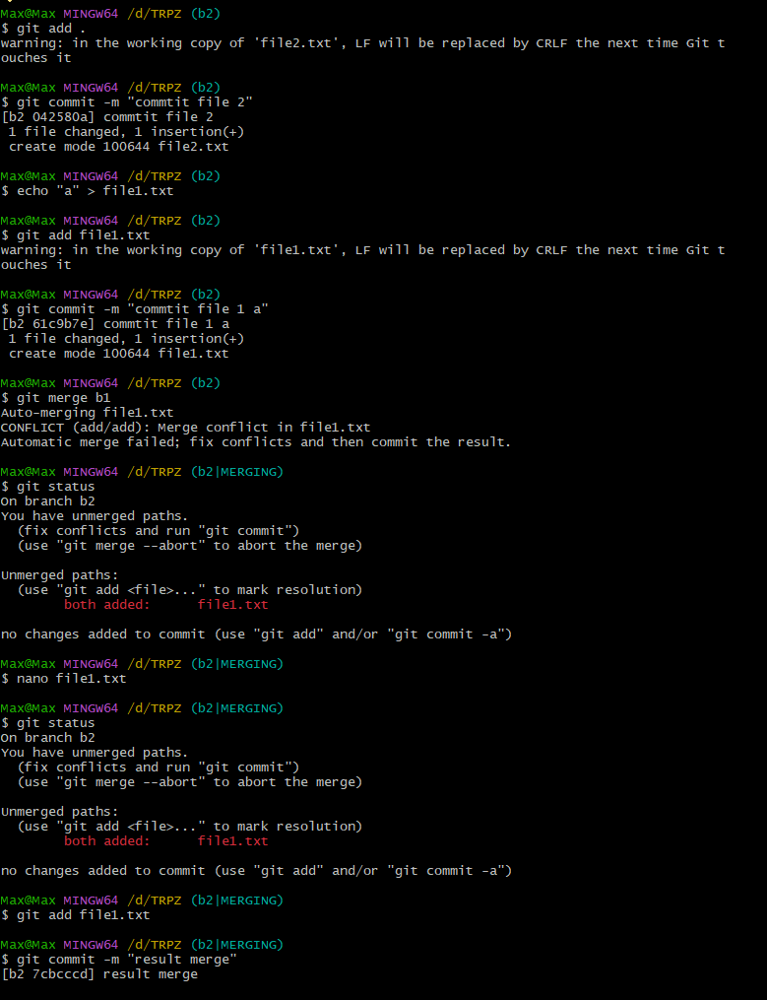 Max@Max MINGW64 /d/TRPZ (b2)
$ git add .
warning: in the working copy of 'file2.txt', LF will be replaced by CRLF the next time Git t
ouches it
Max@Max MINGW64 /d/TRPZ (b2)
$ git commit -m "commtit file 2"
[b2 042580a] commtit file 2
 1 file changed, 1 insertion(+)
 create mode 100644 file2.txt
Max@Max MINGW64 /d/TRPZ (b2)
$ echo "a" > file1.txt
Max@Max MINGW64 /d/TRPZ (b2)
$ git add file1.txt
warning: in the working copy of 'file1.txt', LF will be replaced by CRLF the next time Git t
ouches it
Max@Max MINGW64 /d/TRPZ (b2)
$ git commit -m "commtit file 1 a"
[b2 61c9b7e] commtit file 1 a
 1 file changed, 1 insertion(+)
 create mode 100644 file1.txt
Max@Max MINGW64 /d/TRPZ (b2)
$ git merge b1
Auto-merging file1.txt
CONFLICT (add/add): Merge conflict in file1.txt
Automatic merge failed; fix conflicts and then commit the result.
Max@Max MINGW64 /d/TRPZ (b2|MERGING)
$ git status
On branch b2
You have unmerged paths.
  (fix conflicts and run "git commit")
  (use "git merge --abort" to abort the merge)
Unmerged paths:
  (use "git add <file>..." to mark resolution)
        both added:      file1.txt
no changes added to commit (use "git add" and/or "git commit -a")
Max@Max MINGW64 /d/TRPZ (b2|MERGING)
$ nano file1.txt
Max@Max MINGW64 /d/TRPZ (b2|MERGING)
$ git status
On branch b2
You have unmerged paths.
  (fix conflicts and run "git commit")
  (use "git merge --abort" to abort the merge)
Unmerged paths:
  (use "git add <file>..." to mark resolution)
        both added:      file1.txt
no changes added to commit (use "git add" and/or "git commit -a")
Max@Max MINGW64 /d/TRPZ (b2|MERGING)
$ git add file1.txt
Max@Max MINGW64 /d/TRPZ (b2|MERGING)
$ git commit -m "result merge"
[b2 7cbcccd] result merge